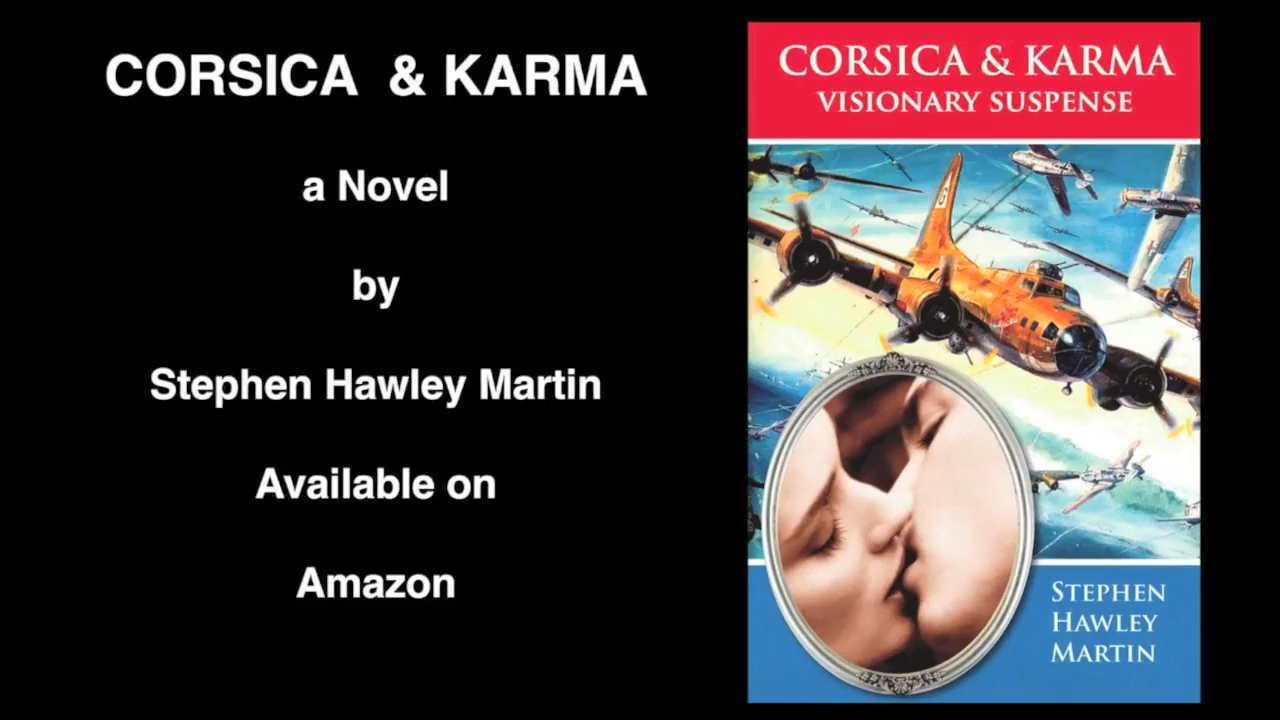 CORSICA & KARMA
a Novel
by
Stephen Hawley Martin
Available on
Amazon
CORSICA & KARMA
VISIONARY SUSPENSE
G
STEPHEN
HAWLEY
MARTIN